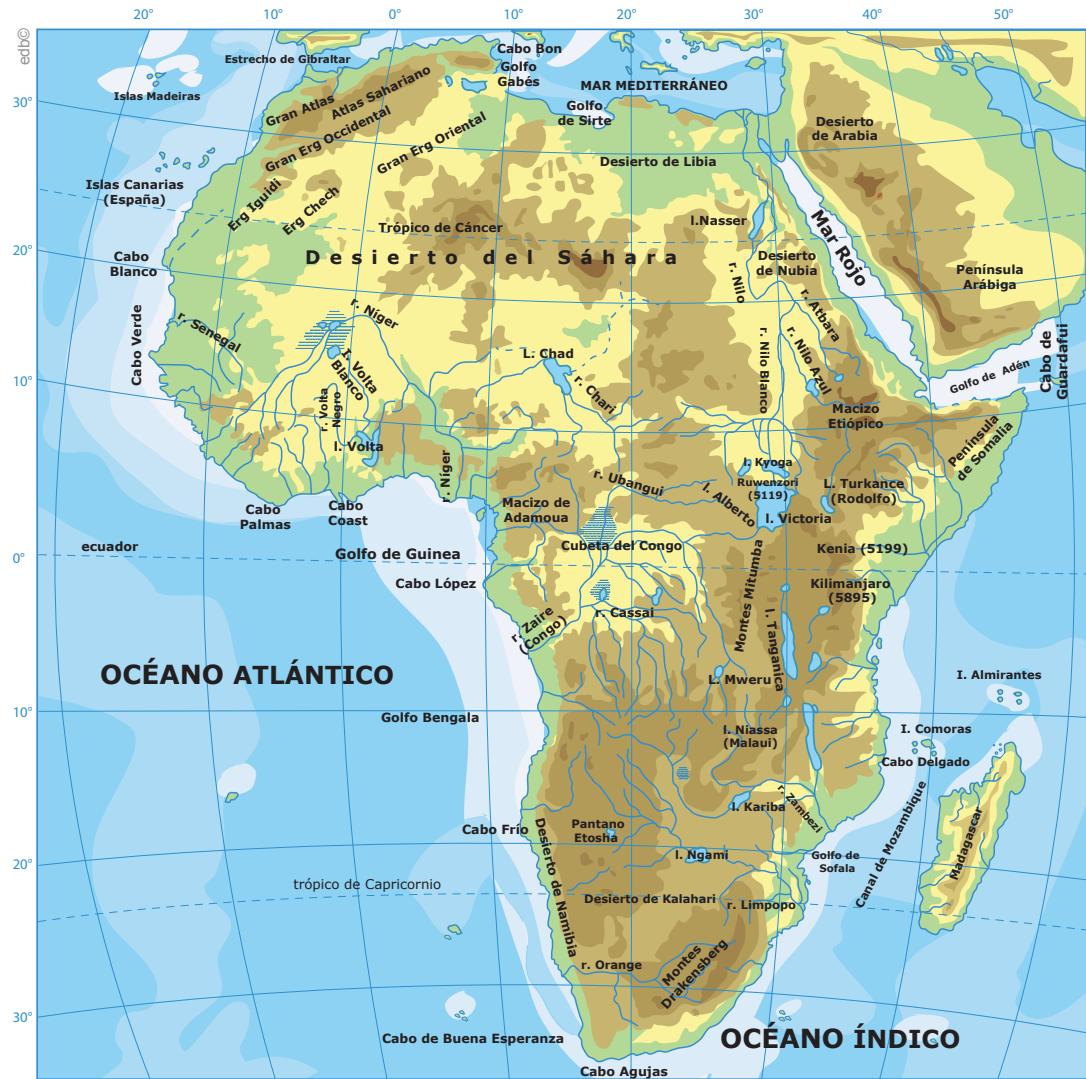 20°
10°
0°
10°
20°
30°
40°
50°
edb©
Estrecho de Gibraltar
Cabo Bon
Golfo
Gabés
MAR MEDITERRÁNEO
Islas Madeiras
30°
Gran Atlas
Atlas Sahariano
Golfo
de Sirte
Gran Erg Occidental
Gran Erg Oriental
Desierto
de Arabia
Desierto de Libia
Islas Canarias
(España)
Erg Iguidi
Erg Chech
Trópico de Cáncer
l.Nasser
Mar Rojo
20°
Cabo
Blanco
Desierto del Sáhara
r. Nilo
Desierto
de Nubia
Península
Arábiga
r. Atbara
Cabo Verde
r. Senegal
r. Niger
I. Volta
Blanco
r. Volta
Negro
L. Chad
r. Chari
r. Nilo Blanco
r. Nilo Azul
Golfo de Adén
Cabo de
Guardafui
10°
Macizo
Etiópico
Península
de Somalia
l. Volta
r. Níger
l. Kyoga
r. Ubangui
Ruwenzori
(5119)
L. Turkance
(Rodolfo)
l. Alberto
Macizo de
Adamoua
Cabo
Palmas
Cabo
Coast
l. Victoria
ecuador
0°
Golfo de Guinea
Cubeta del Congo
Kenia (5199)
Cabo López
Montes Mitumba
Kilimanjaro
(5895)
r. Zaire
(Congo)
r. Cassai
l. Tanganica
OCÉANO ATLÁNTICO
L. Mweru
I. Almirantes
10°
Golfo Bengala
l. Niassa
(Malaui)
I. Comoras
Cabo Delgado
l. Kariba
r. Zambezi
Canal de Mozambique
Madagascar
Cabo Frío
Desierto de Namibia
Pantano
Etosha
l. Ngami
Golfo de
Sofala
20°
trópico de Capricornio
Desierto de Kalahari
r. Limpopo
r. Orange
Montes
Drakensberg
30°
Cabo de Buena Esperanza
OCÉANO ÍNDICO
Cabo Agujas